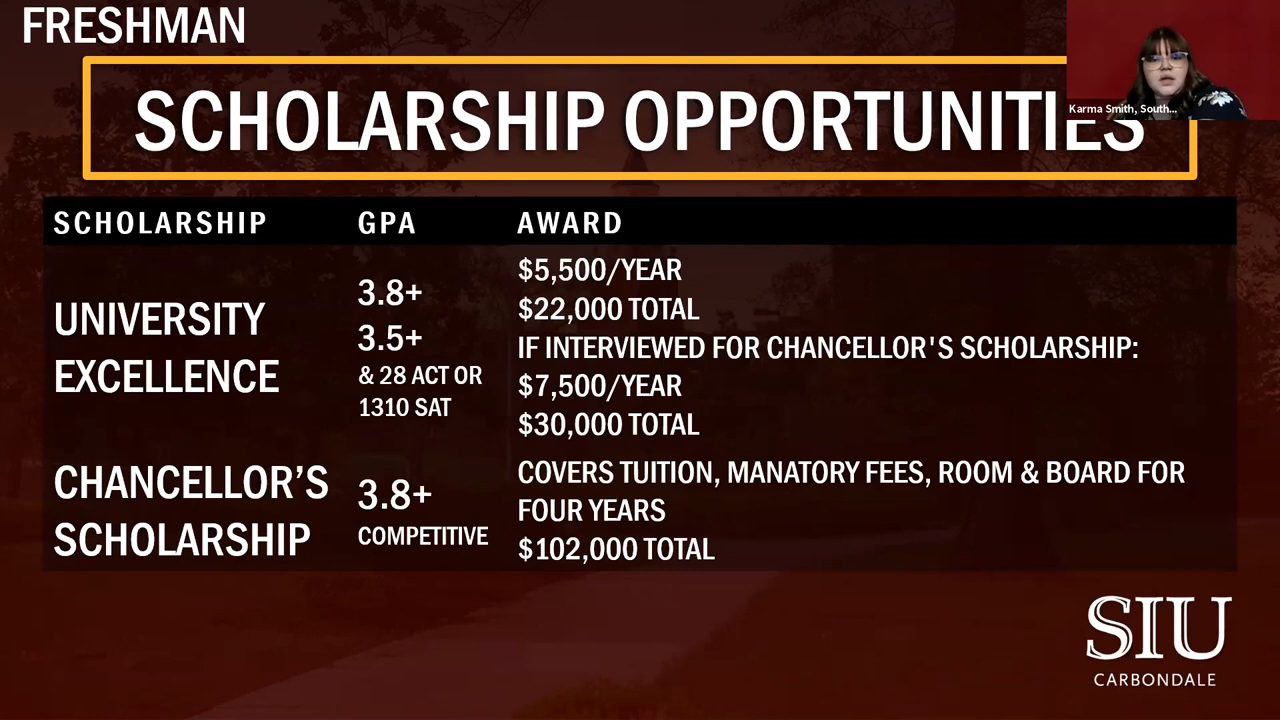 FRESHMAN
SCHOLARSHIP OPPORTUNITIES
Karma Smith, South...
SCHOLARSHIP GPA AWARD
UNIVERSITY
EXCELLENCE
3.8+
3.5+
& 28 ACT OR
1310 SAT
$5,500/YEAR
$22,000 TOTAL
IF INTERVIEWED FOR CHANCELLOR'S SCHOLARSHIP:
$7,500/YEAR
$30,000 TOTAL
CHANCELLOR’S
SCHOLARSHIP
3.8+
COMPETITIVE
COVERS TUITION, MANATORY FEES, ROOM & BOARD FOR
FOUR YEARS
$102,000 TOTAL
SIU
CARBONDALE